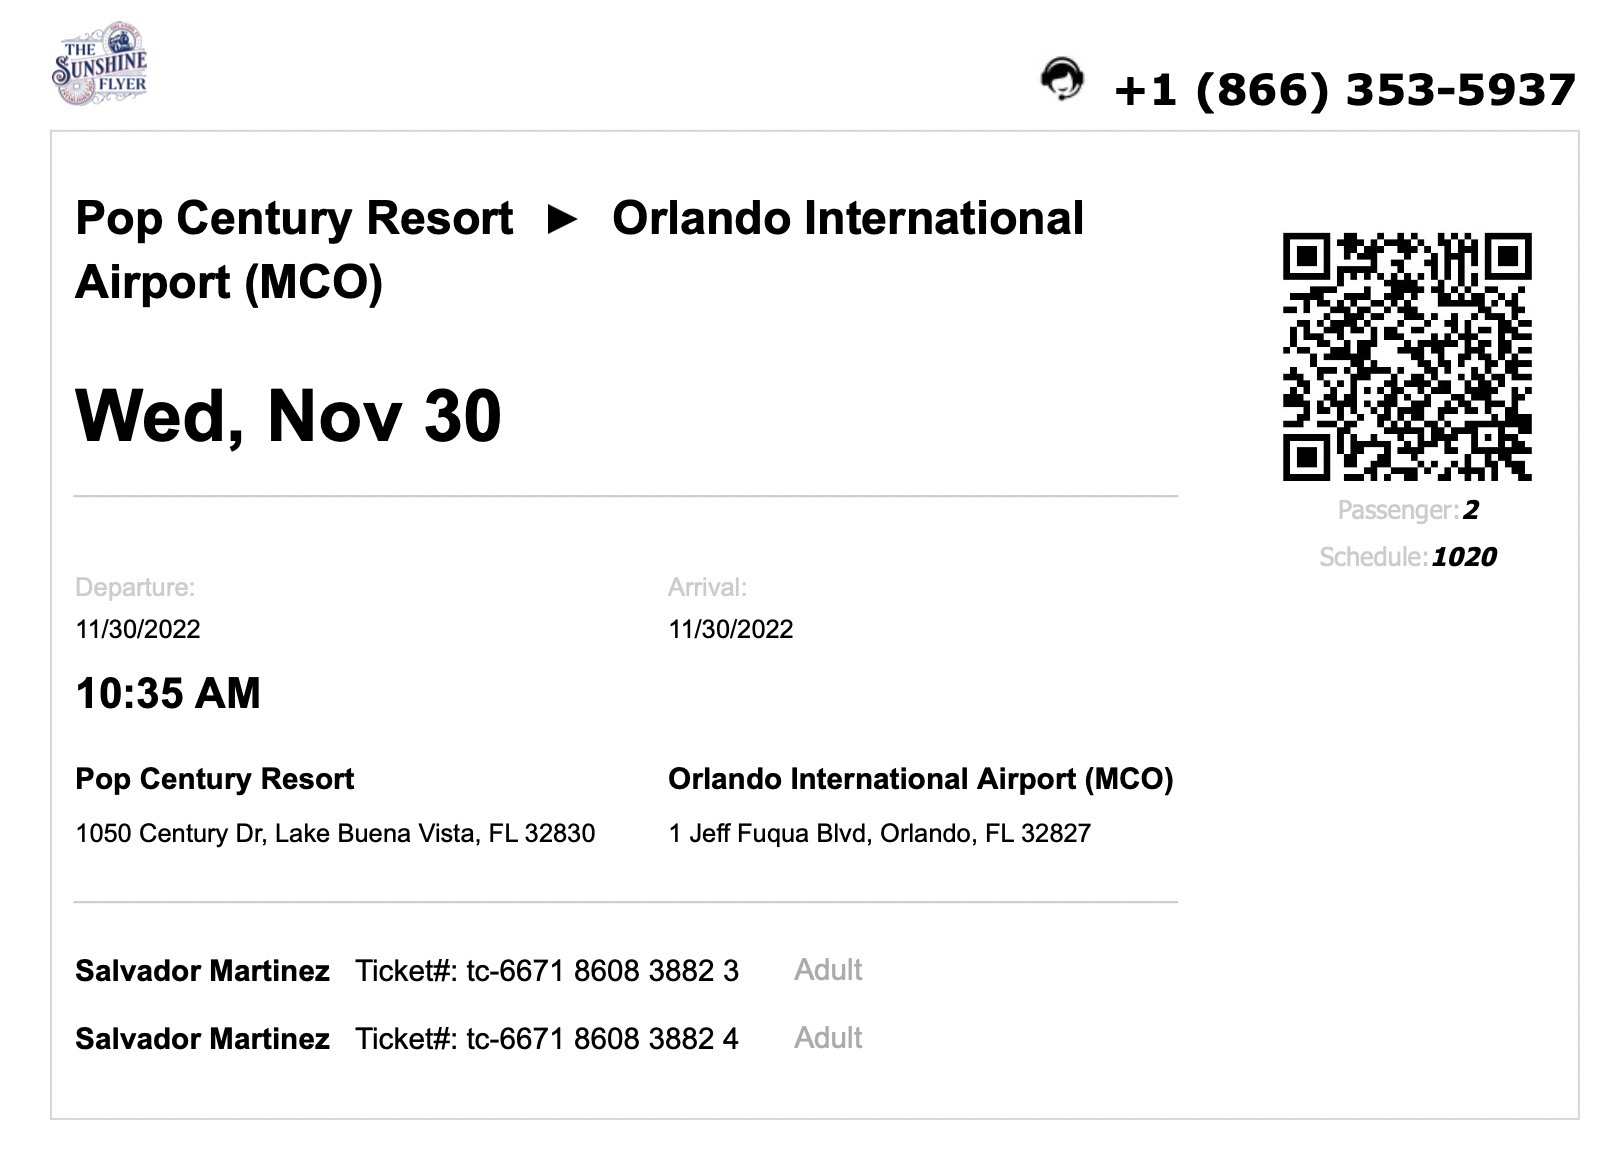 THE
SUNSHINE
FLYER
+1 (866) 353-5937
Pop Century Resort ► Orlando International
Airport (MCO)
Wed, Nov 30
Passenger:2
Schedule:1020
Departure:
11/30/2022
10:35 AM
Pop Century Resort
1050 Century Dr, Lake Buena Vista, FL 32830
Arrival:
11/30/2022
Orlando International Airport (MCO)
1 Jeff Fuqua Blvd, Orlando, FL 32827
Salvador Martinez Ticket#: tc-6671 8608 3882 3 Adult
Salvador Martinez Ticket#: tc-6671 8608 3882 4 Adult